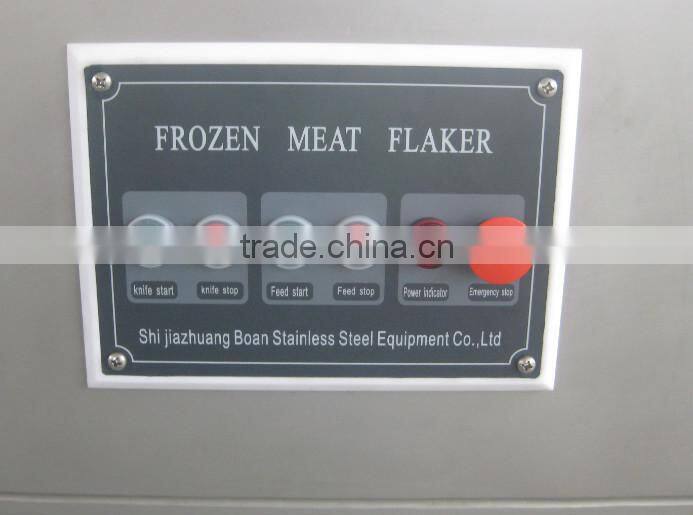 FROZEN MEAT FLAKER
trade.china.cn
knife start knife stop Feed start Feed stop Power indicator Emergency stop
Shi jiazhuang Boan Stainless Steel Equipment Co.,Ltd